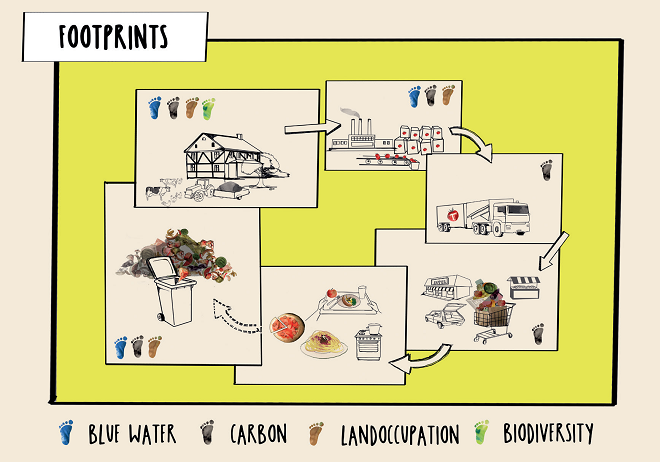 FOOTPRINTS
BLUE WATER
CARBON
LANDOCCUPATION
BIODIVERSITY